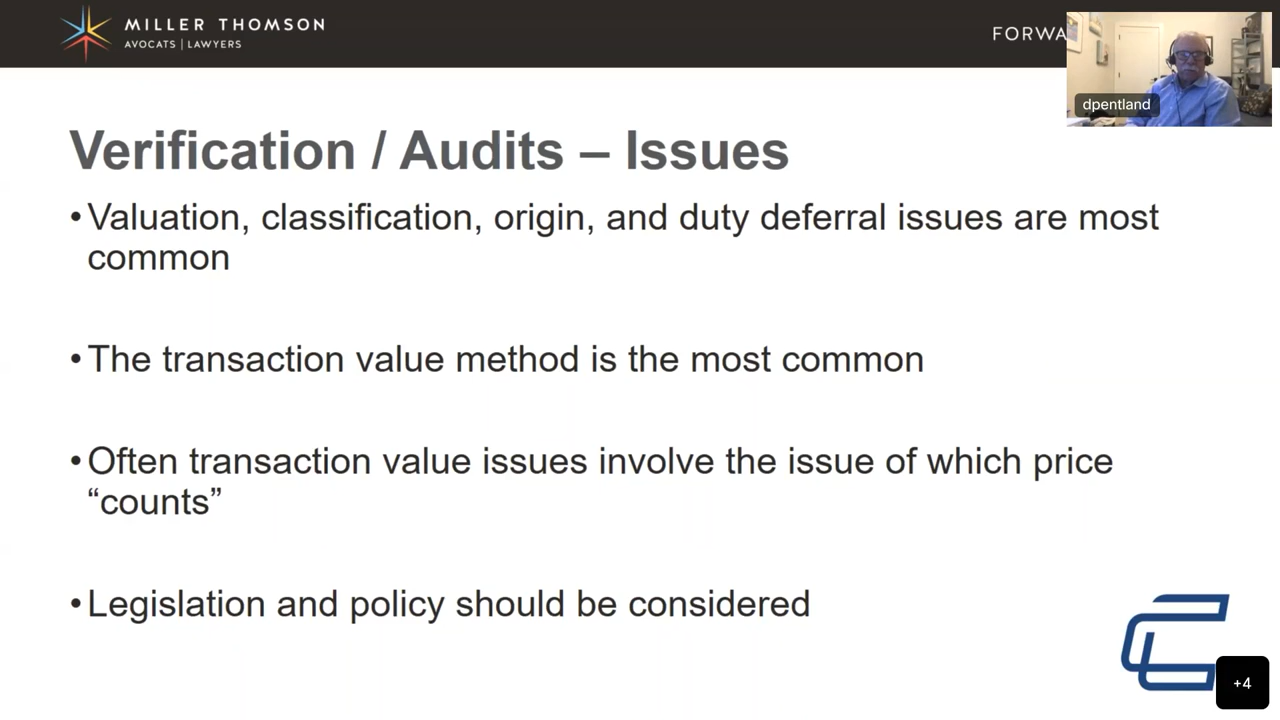 MILLER THOMSON
AVOCATS | LAWYERS
FORWA
dpentland
Verification / Audits – Issues
•Valuation, classification, origin, and duty deferral issues are most
common
•The transaction value method is the most common
•Often transaction value issues involve the issue of which price
“counts”
•Legislation and policy should be considered
+4